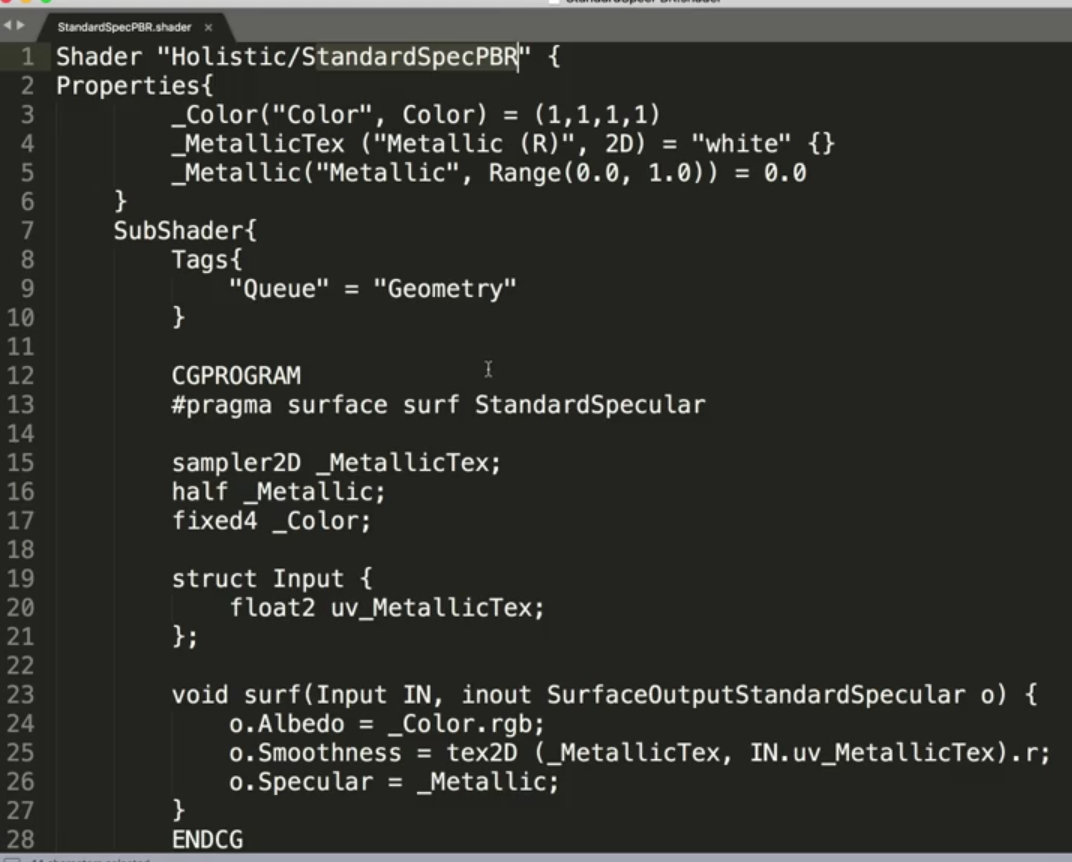 StandardSpecPBR.shader ×
1 Shader "Holistic/StandardSpecPBR" {
2 Properties{
3 _Color("Color", Color) = (1,1,1,1)
4 _MetallicTex ("Metallic (R)", 2D) = "white" {}
5 _Metallic("Metallic", Range(0.0, 1.0)) = 0.0
6 }
7 SubShader{
8 Tags{
9 "Queue" = "Geometry"
10 }
11
12 CGPROGRAM
13 #pragma surface surf StandardSpecular
14
15 sampler2D _MetallicTex;
16 half _Metallic;
17 fixed4 _Color;
18
19 struct Input {
20 float2 uv_MetallicTex;
21 };
22
23 void surf(Input IN, inout SurfaceOutputStandardSpecular o) {
24 o.Albedo = _Color.rgb;
25 o.Smoothness = tex2D (_MetallicTex, IN.uv_MetallicTex).r;
26 o.Specular = _Metallic;
27 }
28 ENDCG